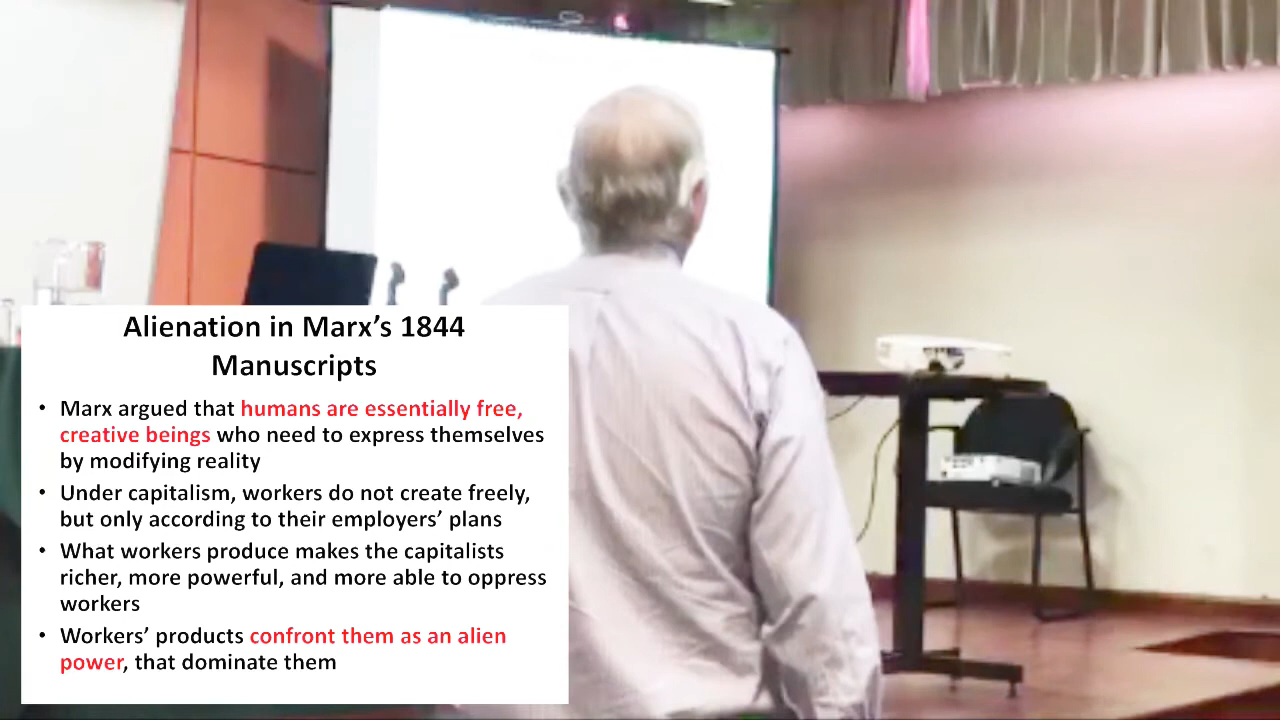 Alienation in Marx’s 1844
Manuscripts
• Marx argued that humans are essentially free,
creative beings who need to express themselves
by modifying reality
• Under capitalism, workers do not create freely,
but only according to their employers’ plans
• What workers produce makes the capitalists
richer, more powerful, and more able to oppress
workers
• Workers’ products confront them as an alien
power, that dominate them